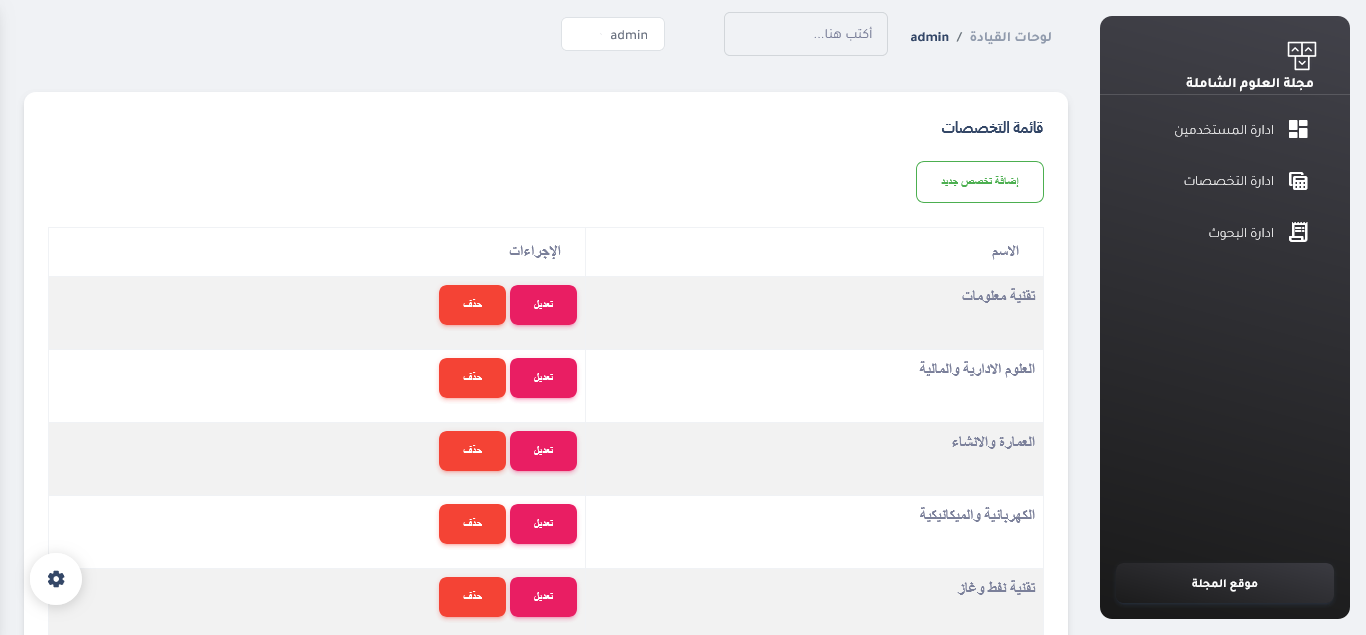 مجلة العلوم الشاملة
ادارة المستخدمين
ادارة التخصصات
ادارة البحوث
موقع المجلة
لوحات القيادة / admin
أكتب هنا...
admin
قائمة التخصصات
إضافة تخصص جديد
الاسم الإجراءات
تقنية معلومات تعديل حذف
العلوم الادارية والمالية تعديل حذف
العمارة والانشاء تعديل حذف
الكهربائية والميكانيكية تعديل حذف
تقنية نفط وغاز تعديل حذف